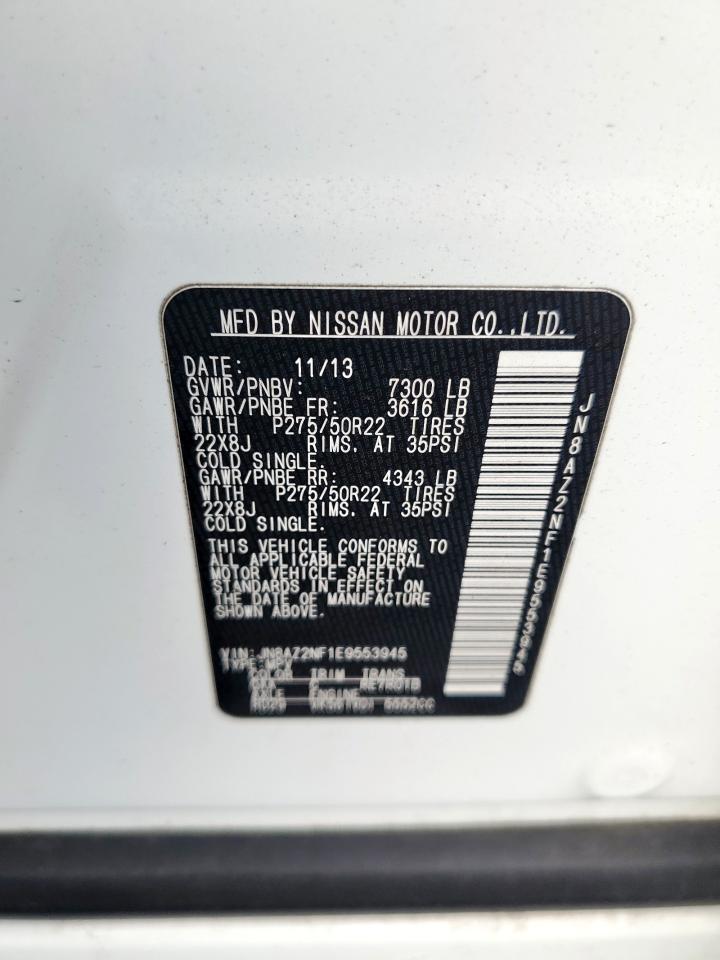 MFD BY NISSAN MOTOR CO.,LTD.
DATE: 11/13
GVWR/PNBV: 7300 LB
GAWR/PNBE FR: 3616 LB
WITH P275/50R22 TIRES
22X8J RIMS. AT 35PSI
COLD SINGLE.
GAWR/PNBE RR: 4343 LB
WITH P275/50R22 TIRES
22X8J RIMS. AT 35PSI
COLD SINGLE.
THIS VEHICLE CONFORMS TO
ALL APPLICABLE FEDERAL
MOTOR VEHICLE SAFETY
STANDARDS IN EFFECT ON
THE DATE OF MANUFACTURE
SHOWN ABOVE.
VIN: JN8AZ2NF1E9553945
TYPE:MPV
COLOR TRIM TRANS
AXLE ENGINE
JN8AZ2NF1E9553945